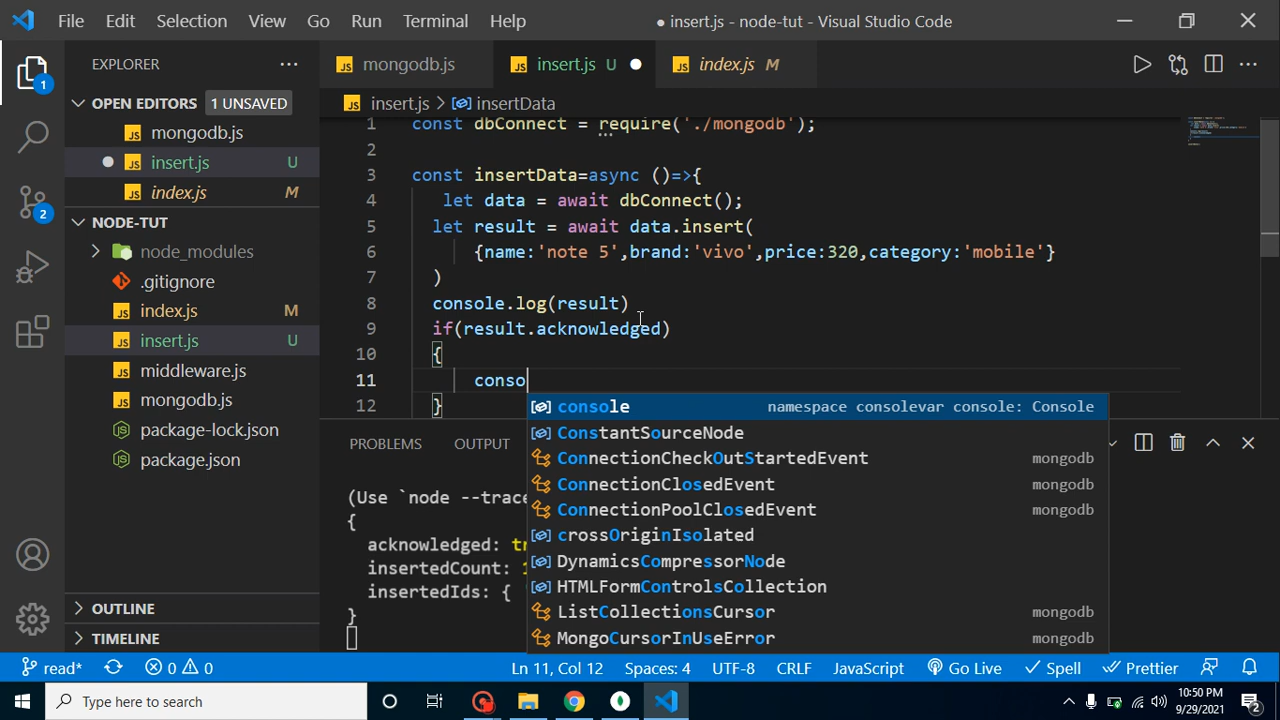 File Edit Selection View Go Run Terminal Help
● insert.js - node-tut - Visual Studio Code
EXPLORER
mongodb.js
insert.js U
index.js M
OPEN EDITORS 1 UNSAVED
mongodb.js
insert.js U
index.js M
NODE-TUT
node_modules
.gitignore
index.js M
insert.js U
middleware.js
mongodb.js
package-lock.json
package.json
OUTLINE
TIMELINE
1
2
insert.js > insertData
1 const dbConnect = require('./mongodb');
2
3 const insertData=async ()=>{
4 let data = await dbConnect();
5 let result = await data.insert(
6 {name:'note 5',brand:'vivo',price:320,category:'mobile'}
7 )
8 console.log(result)
9 if(result.acknowledged)
10 {
11 conso
12 }
console namespace consolevar console: Console
ConstantSourceNode
ConnectionCheckOutStartedEvent mongodb
ConnectionClosedEvent mongodb
ConnectionPoolClosedEvent mongodb
crossOriginIsolated
DynamicsCompressorNode
HTMLFormControlsCollection
ListCollectionsCursor mongodb
MongoCursorInUseError mongodb
PROBLEMS OUTPUT
(Use `node --trace
{
acknowledged:
insertedCount:
insertedIds: {
}
read* 0 0 Ln 11, Col 12 Spaces: 4 UTF-8 CRLF JavaScript Go Live Spell Prettier
Type here to search
10:50 PM
9/29/2021
2